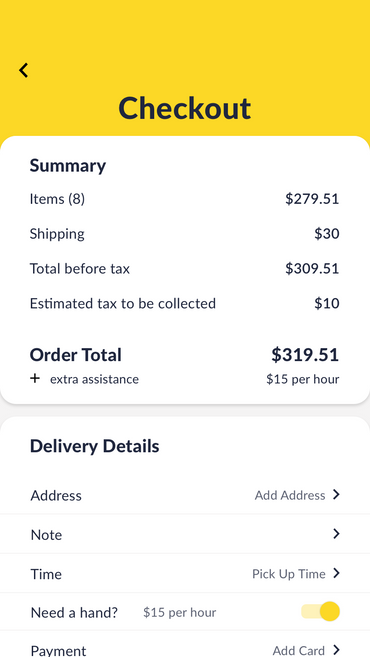 Checkout
Summary
Items (8) $279.51
Shipping $30
Total before tax $309.51
Estimated tax to be collected $10
Order Total $319.51
+ extra assistance $15 per hour
Delivery Details
Address Add Address
Note
Time Pick Up Time
Need a hand? $15 per hour
Payment Add Card